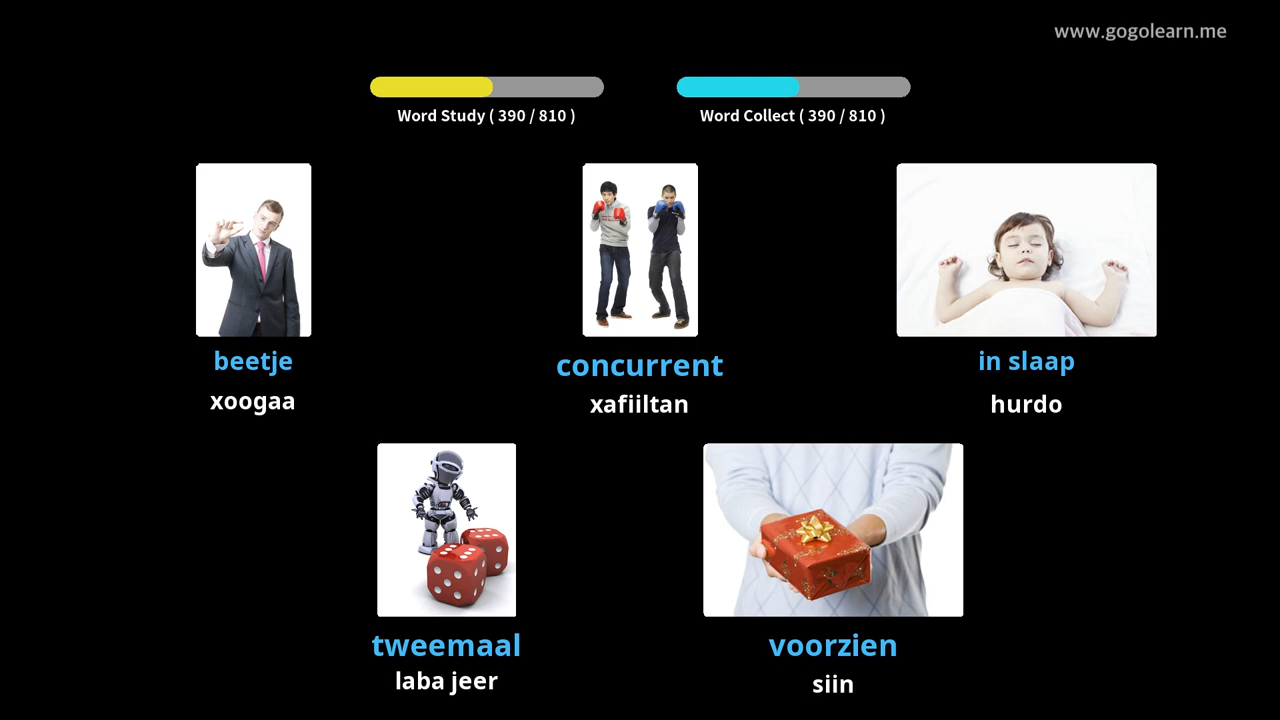 www.gogolearn.me
Word Study ( 390 / 810 )
Word Collect ( 390 / 810 )
beetje
xoogaa
concurrent
xafiiltan
in slaap
hurdo
tweemaal
laba jeer
voorzien
siin